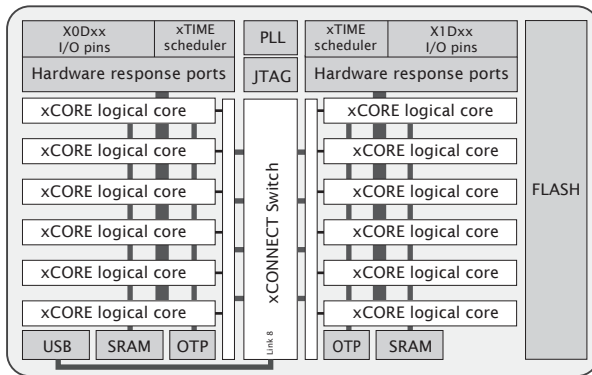 X0Dxx
I/O pins
xTIME
scheduler
PLL
xTIME
scheduler
X1Dxx
I/O pins
Hardware response ports
JTAG
Hardware response ports
xCORE logical core
xCORE logical core
xCORE logical core
xCORE logical core
xCORE logical core
xCORE logical core
xCORE logical core
xCORE logical core
xCORE logical core
xCORE logical core
xCORE logical core
xCORE logical core
xCONNECT Switch
Link 8
FLASH
USB
SRAM
OTP
OTP
SRAM